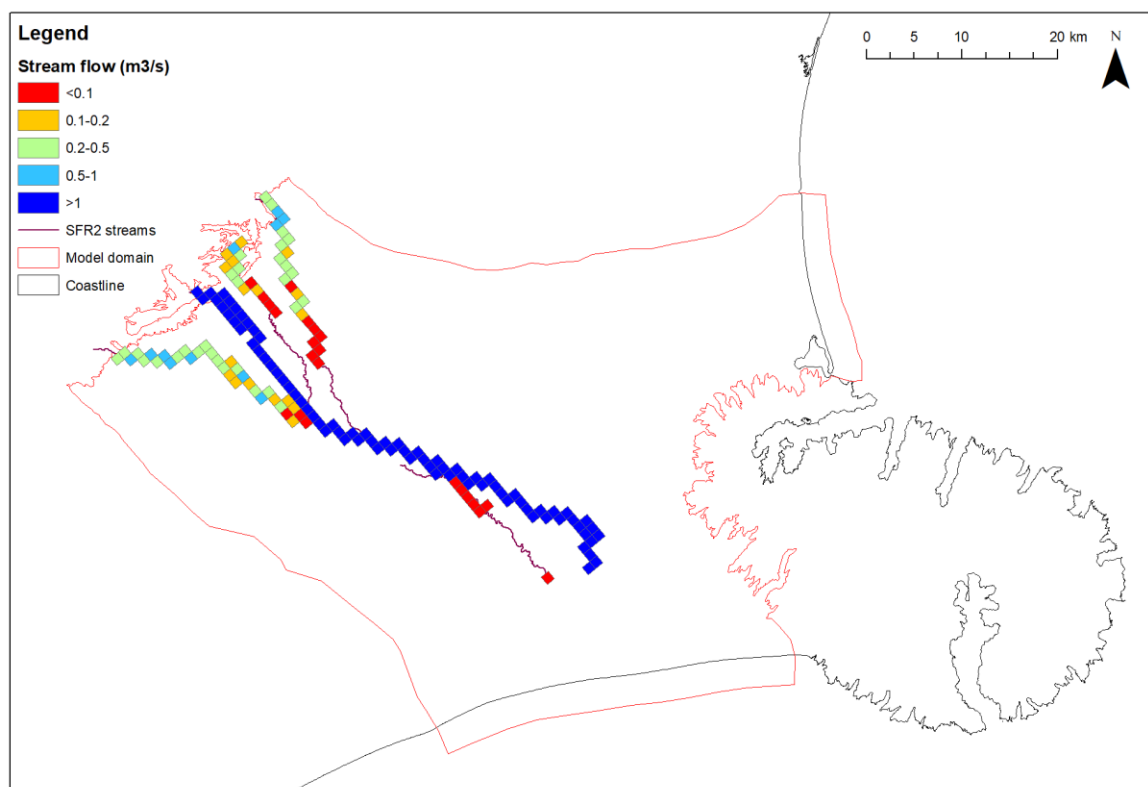 Legend
Stream flow (m3/s)
<0.1
0.1-0.2
0.2-0.5
0.5-1
>1
SFR2 streams
Model domain
Coastline
0 5 10 20 km
N